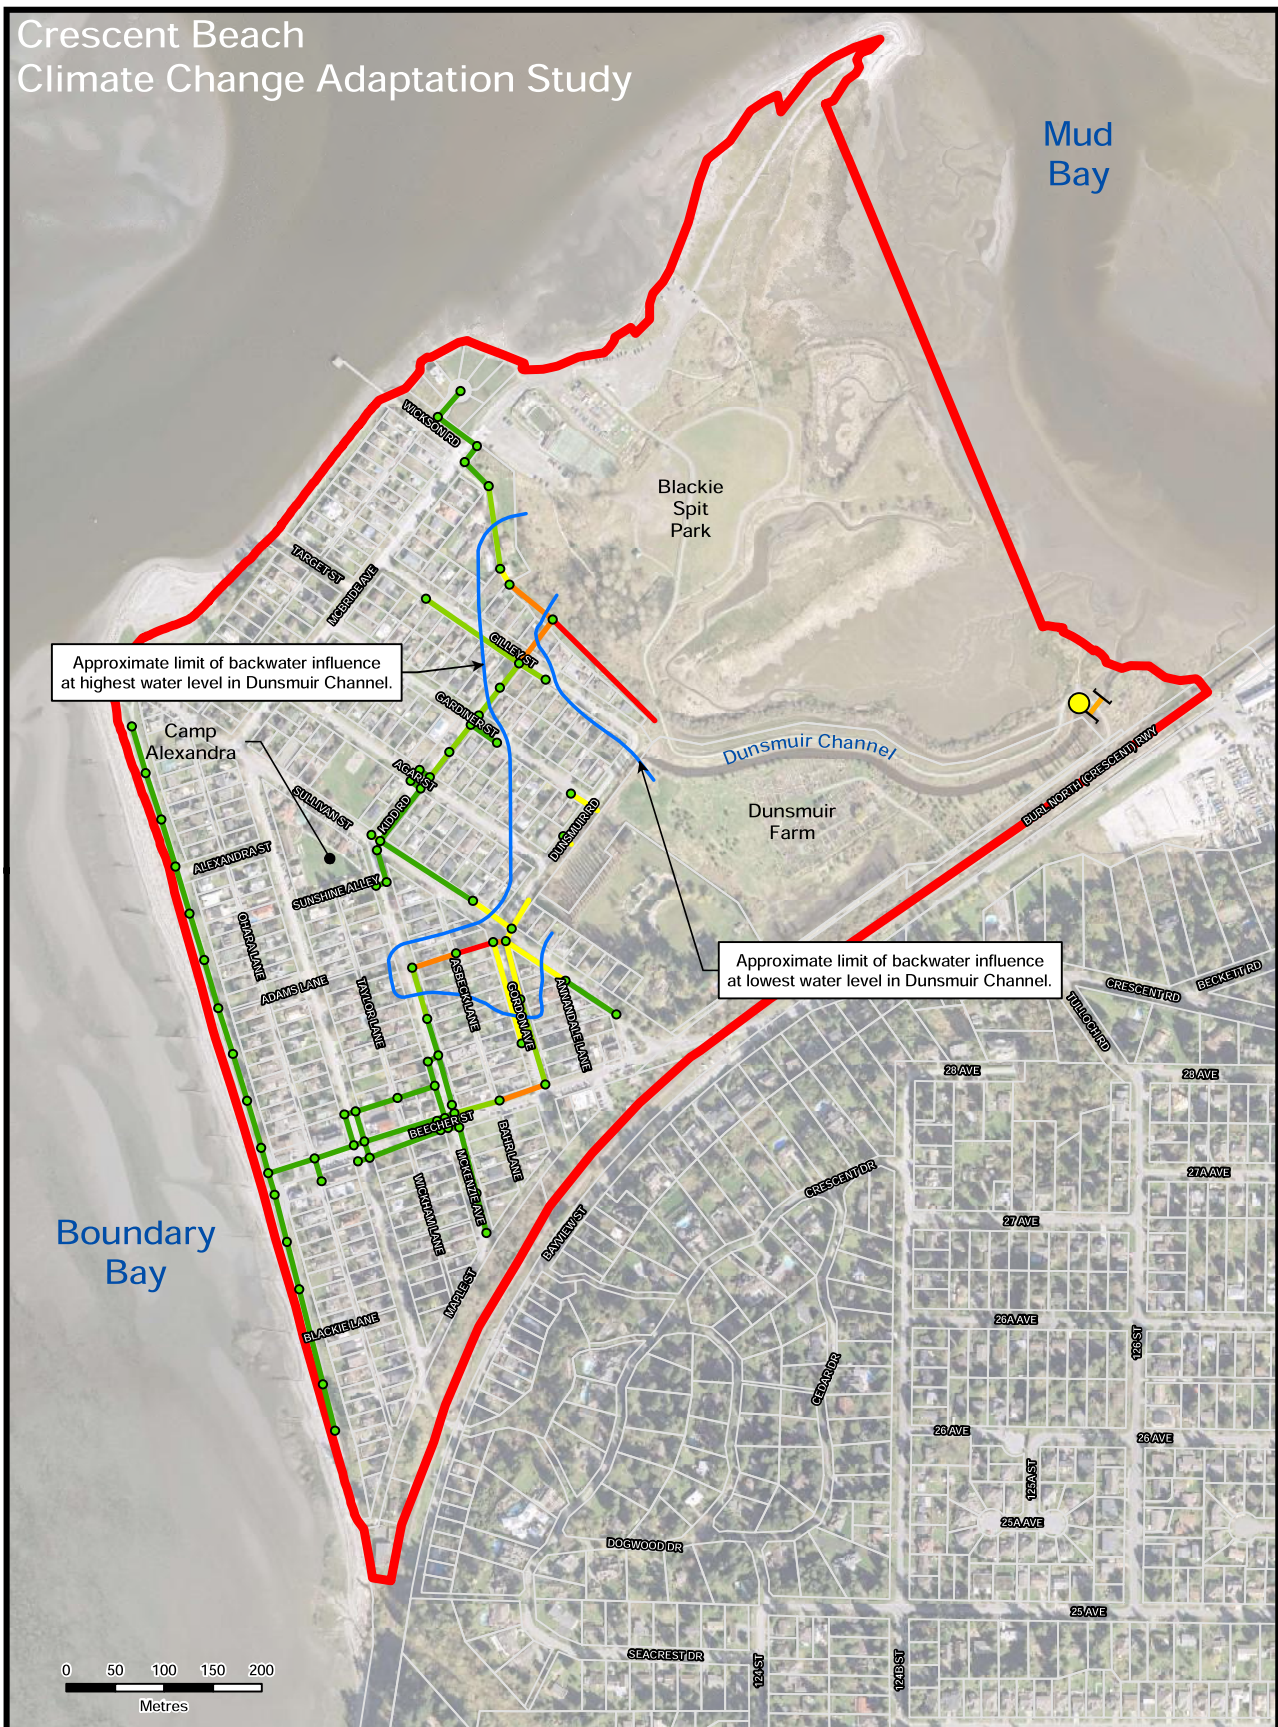 Crescent Beach
Climate Change Adaptation Study
Mud
Bay
WICKSON RD
Blackie
Spit
Park
TARGET ST
MCBRIDE AVE
GILLEY ST
Approximate limit of backwater influence
at highest water level in Dunsmuir Channel.
GARDINER ST
Camp
Alexandra
Dunsmuir Channel
BURL NORTH (CRESCENT) RWY
AGAR ST
SULLIVAN ST
KIDD RD
DUNSMUIR RD
Dunsmuir
Farm
ALEXANDRA ST
SUNSHINE ALLEY
OHARA LANE
ADAMS LANE
TAYLOR LANE
ASBECK LANE
GORDON AVE
ANNANDALE LANE
Approximate limit of backwater influence
at lowest water level in Dunsmuir Channel.
CRESCENT RD
BECKETT RD
TULLOCH RD
28 AVE
28 AVE
BEECHER ST
BAHR LANE
MCKENZIE AVE
WICKHAM LANE
CRESCENT DR
27A AVE
27 AVE
Boundary
Bay
BAYVIEW ST
MAPLE ST
BLACKIE LANE
26A AVE
126 ST
CEDAR DR
26 AVE
26 AVE
125A ST
25A AVE
DOGWOOD DR
25 AVE
SEACREST DR
124 ST
124B ST
0 50 100 150 200
Metres